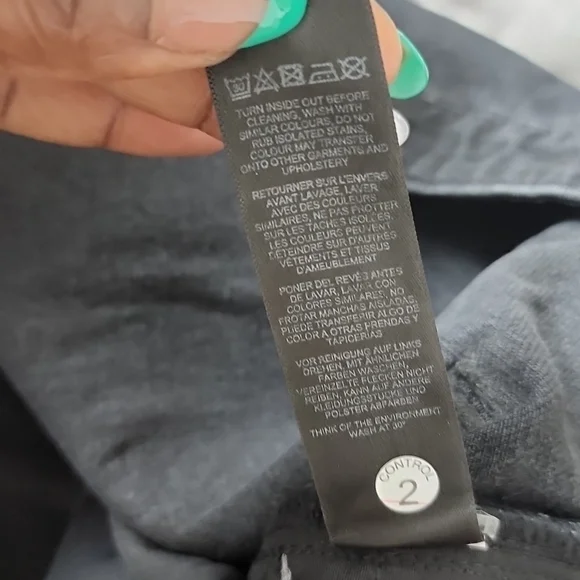 30
TURN INSIDE OUT BEFORE
CLEANING, WASH WITH
SIMILAR COLOURS, DO NOT
RUB ISOLATED STAINS,
COLOUR MAY TRANSFER
ONTO OTHER GARMENTS AND
UPHOLSTERY
RETOURNER SUR L'ENVERS
AVANT LAVAGE, LAVER
AVEC DES COULEURS
SIMILAIRES, NE PAS FROTTER
SUR LES TACHES ISOLÉES,
LES COULEURS PEUVENT
DÉTEINDRE SUR D'AUTRES
VÊTEMENTS ET TISSUS
D'AMEUBLEMENT
PONER DEL REVÉS ANTES
DE LAVAR, LAVAR CON
COLORES SIMILARES, NO
FROTAR MANCHAS AISLADAS,
PUEDE TRANSFERIR ALGO DE
COLOR A OTRAS PRENDAS Y
TAPICERÍAS
VOR REINIGUNG AUF LINKS
DREHEN, MIT ÄHNLICHEN
FARBEN WASCHEN,
VEREINZELTE FLECKEN NICHT
REIBEN, KANN AUF ANDERE
KLEIDUNGSSTÜCKE UND
POLSTER ABFÄRBEN
THINK OF THE ENVIRONMENT
WASH AT 30°
CONTROL
2